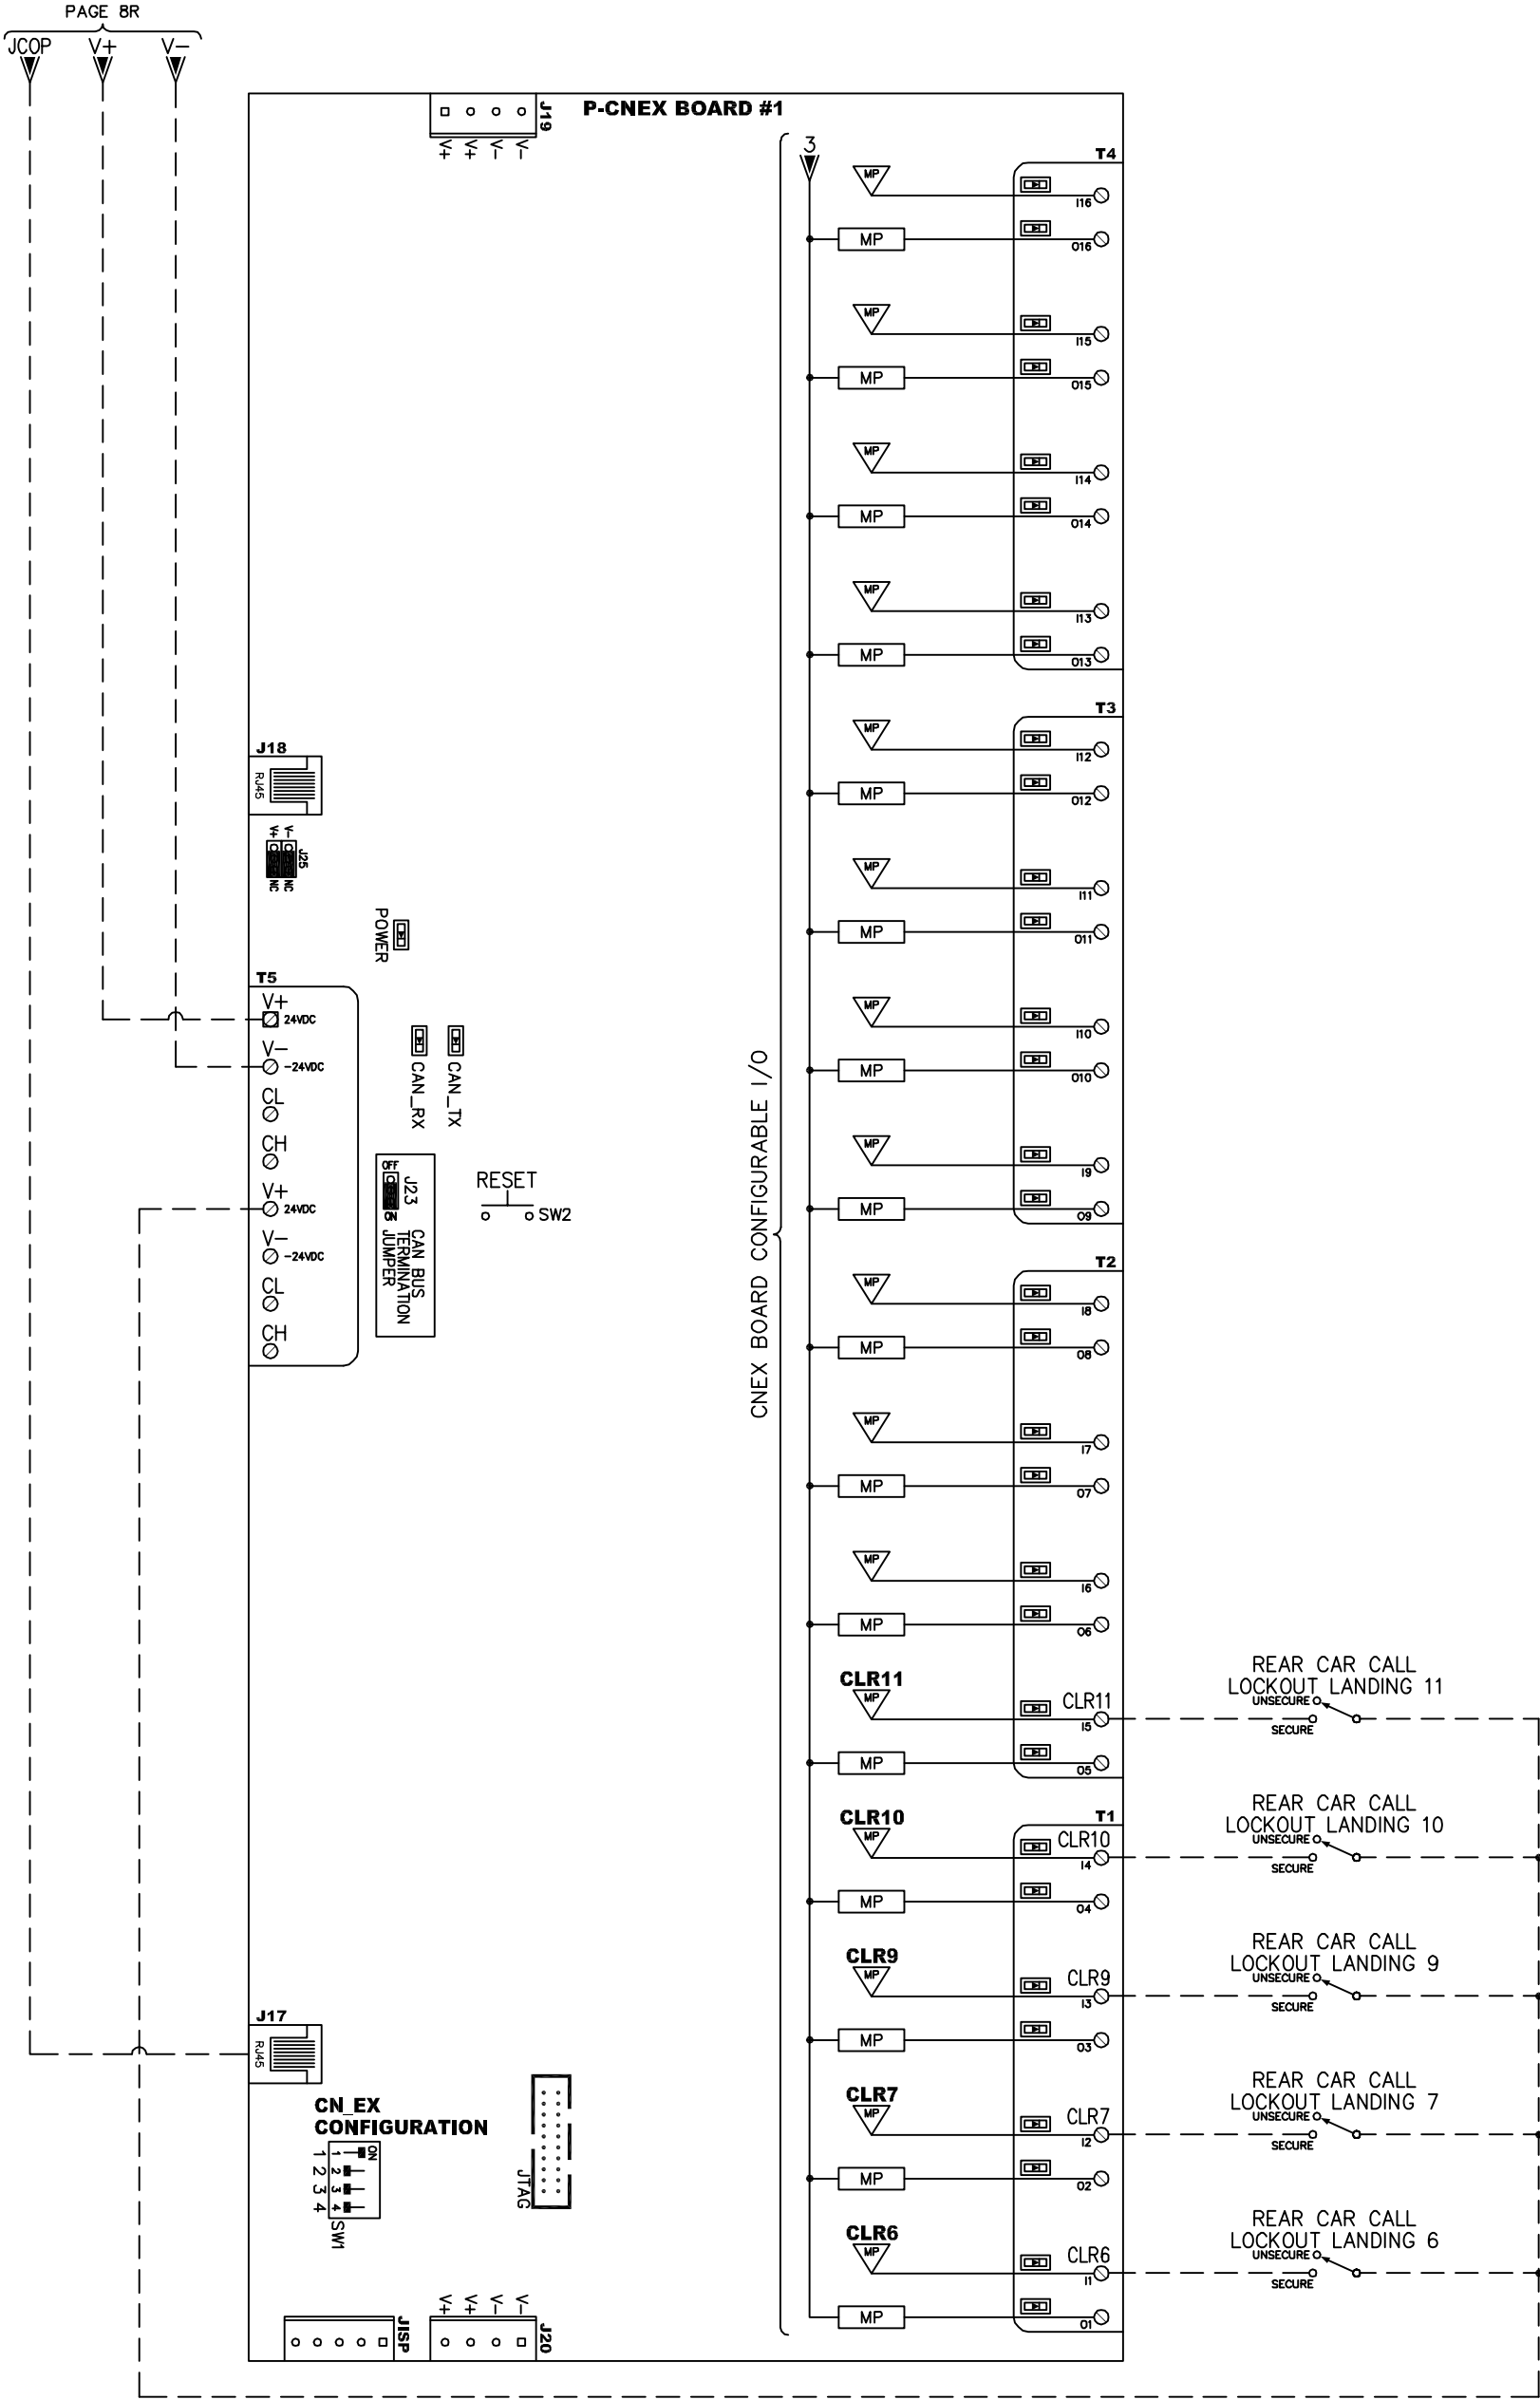 PAGE 8R
JCOP V+ V-
P-CNEX BOARD #1
J19
V+ V+ V- V-
3
T4
MP
I16
MP
O16
MP
I15
MP
O15
MP
I14
MP
O14
MP
I13
MP
O13
T3
MP
I12
MP
O12
MP
I11
MP
O11
MP
I10
MP
O10
MP
I9
MP
O9
T2
MP
I8
MP
O8
MP
I7
MP
O7
MP
I6
MP
O6
CLR11
MP
CLR11
I5
MP
O5
T1
CLR10
MP
CLR10
I4
MP
O4
CLR9
MP
CLR9
I3
MP
O3
CLR7
MP
CLR7
I2
MP
O2
CLR6
MP
CLR6
I1
MP
O1
CNEX BOARD CONFIGURABLE I/O
J18
RJ45
V+ V-
J25
NC NC
POWER
T5
V+
24VDC
V-
-24VDC
CL
CH
V+
24VDC
V-
-24VDC
CL
CH
CAN_RX
CAN_TX
OFF
J23
ON
CAN BUS
TERMINATION
JUMPER
RESET
SW2
J17
RJ45
CN_EX
CONFIGURATION
ON
1 1
2 2
3 3
4 4
SW1
JTAG
JISP
V+ V+ V- V-
J20
REAR CAR CALL
LOCKOUT LANDING 11
UNSECURE
SECURE
REAR CAR CALL
LOCKOUT LANDING 10
UNSECURE
SECURE
REAR CAR CALL
LOCKOUT LANDING 9
UNSECURE
SECURE
REAR CAR CALL
LOCKOUT LANDING 7
UNSECURE
SECURE
REAR CAR CALL
LOCKOUT LANDING 6
UNSECURE
SECURE